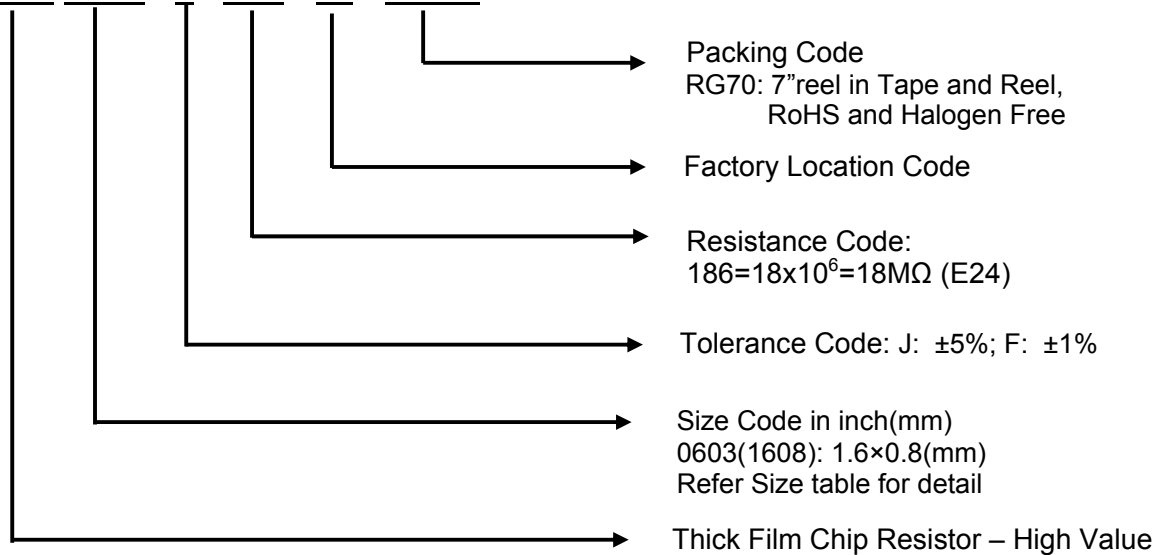 Packing Code
RG70: 7”reel in Tape and Reel,
RoHS and Halogen Free
Factory Location Code
Resistance Code:
186=18x10⁶=18MΩ (E24)
Tolerance Code: J: ±5%; F: ±1%
Size Code in inch(mm)
0603(1608): 1.6×0.8(mm)
Refer Size table for detail
Thick Film Chip Resistor – High Value